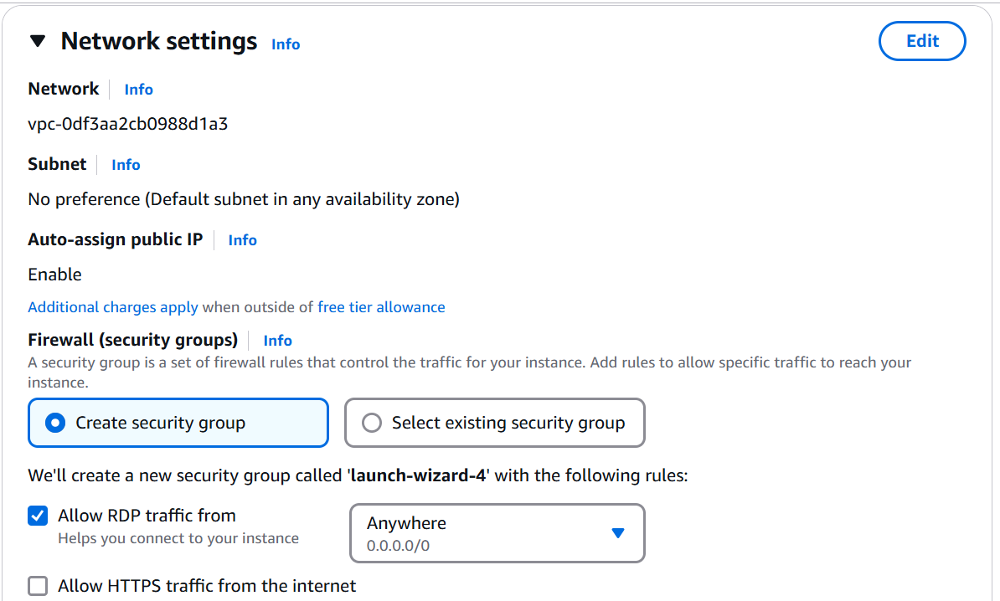 Network settings Info Edit
Network Info
vpc-0df3aa2cb0988d1a3
Subnet Info
No preference (Default subnet in any availability zone)
Auto-assign public IP Info
Enable
Additional charges apply when outside of free tier allowance
Firewall (security groups) Info
A security group is a set of firewall rules that control the traffic for your instance. Add rules to allow specific traffic to reach your
instance.
Create security group Select existing security group
We'll create a new security group called 'launch-wizard-4' with the following rules:
Allow RDP traffic from Anywhere
Helps you connect to your instance 0.0.0.0/0
Allow HTTPS traffic from the internet